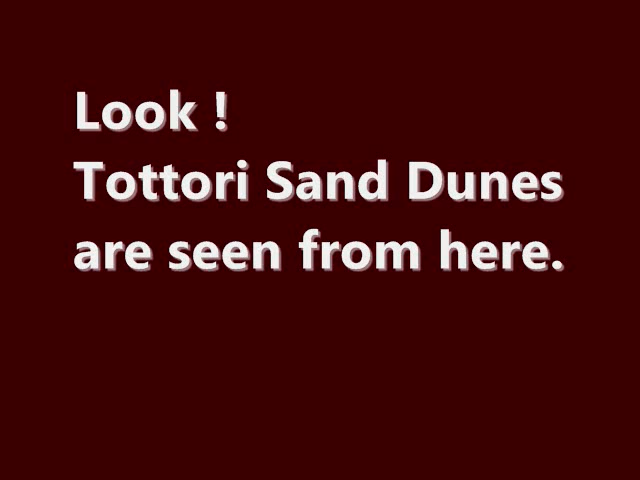 Look !
Tottori Sand Dunes
are seen from here.